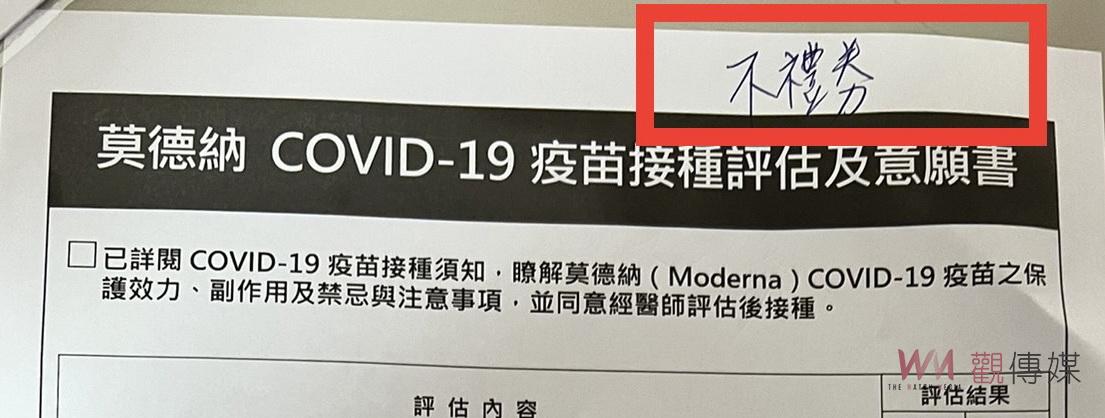 不禮券
莫德納 COVID-19 疫苗接種評估及意願書
已詳閱 COVID-19 疫苗接種須知，瞭解莫德納（Moderna）COVID-19 疫苗之保
護效力、副作用及禁忌與注意事項，並同意經醫師評估後接種。
WM 觀傳媒
THE WATCH MEDIA
評估內容
評估結果